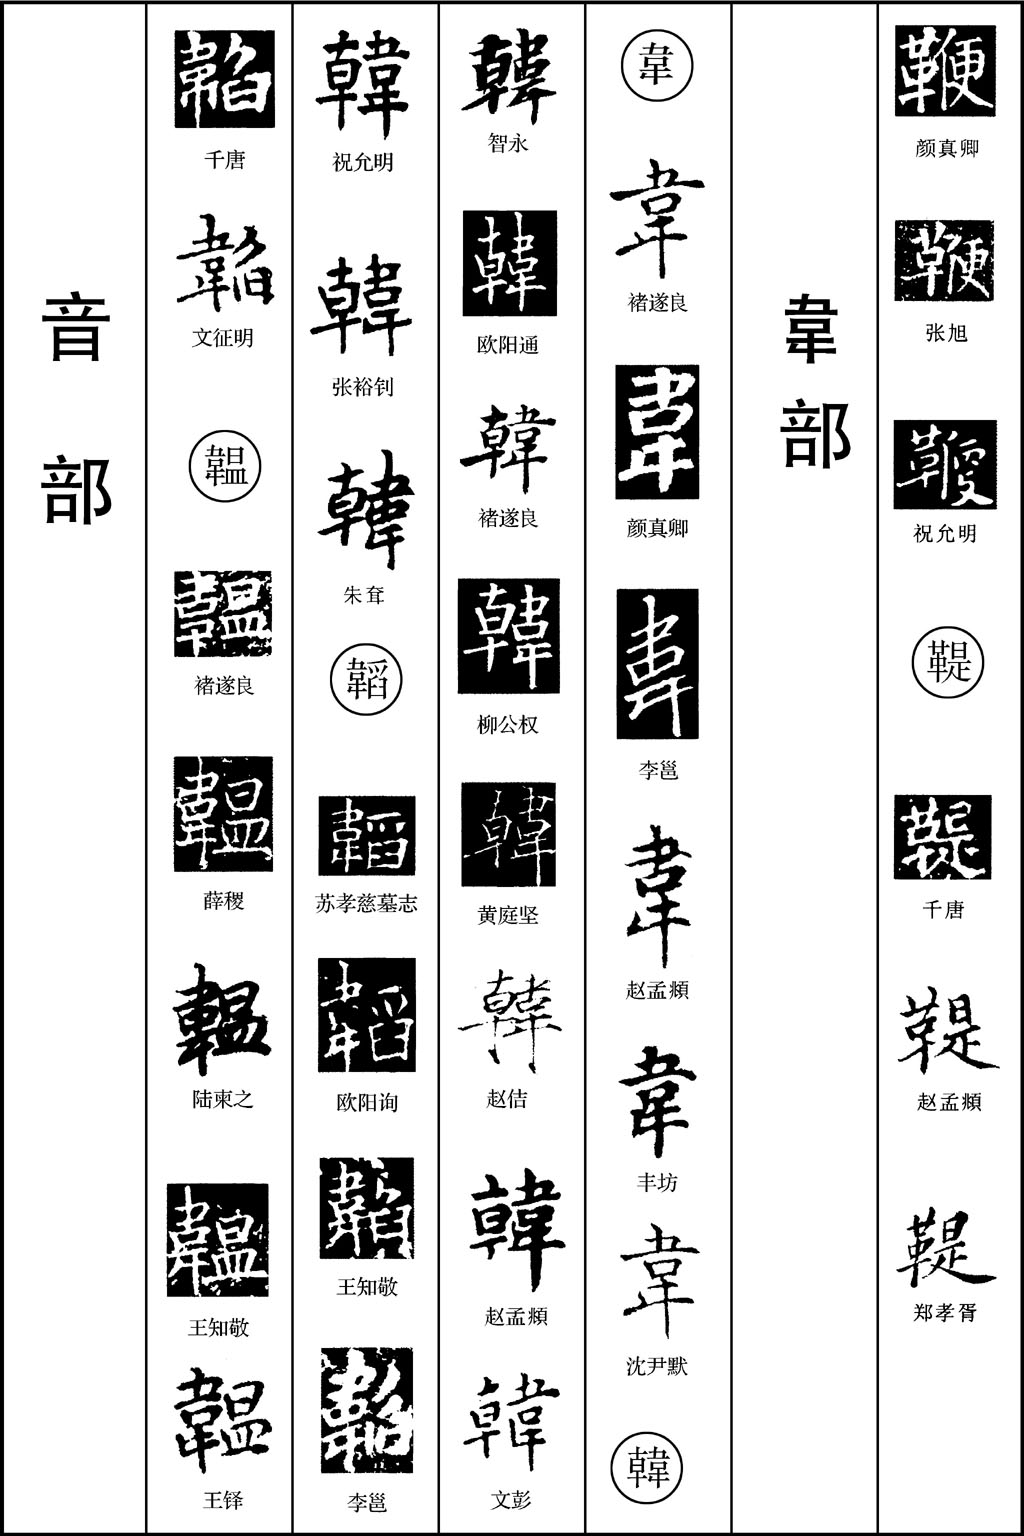 鞭
颜真卿
鞭
张旭
鞭
祝允明
鞮
鞮
千唐
鞮
赵孟頫
鞮
郑孝胥
韋部
韋
韋
褚遂良
韋
颜真卿
韋
李邕
韋
赵孟頫
韋
丰坊
韋
沈尹默
韓
韓
智永
韓
欧阳通
韓
褚遂良
韓
柳公权
韓
黄庭坚
韓
赵佶
韓
赵孟頫
韓
文彭
韓
祝允明
韓
张裕钊
韓
朱耷
韜
韜
苏孝慈墓志
韜
欧阳询
韜
王知敬
韜
李邕
韜
千唐
韜
文征明
韞
韞
褚遂良
韞
薛稷
韞
陆柬之
韞
王知敬
韞
王铎
音部